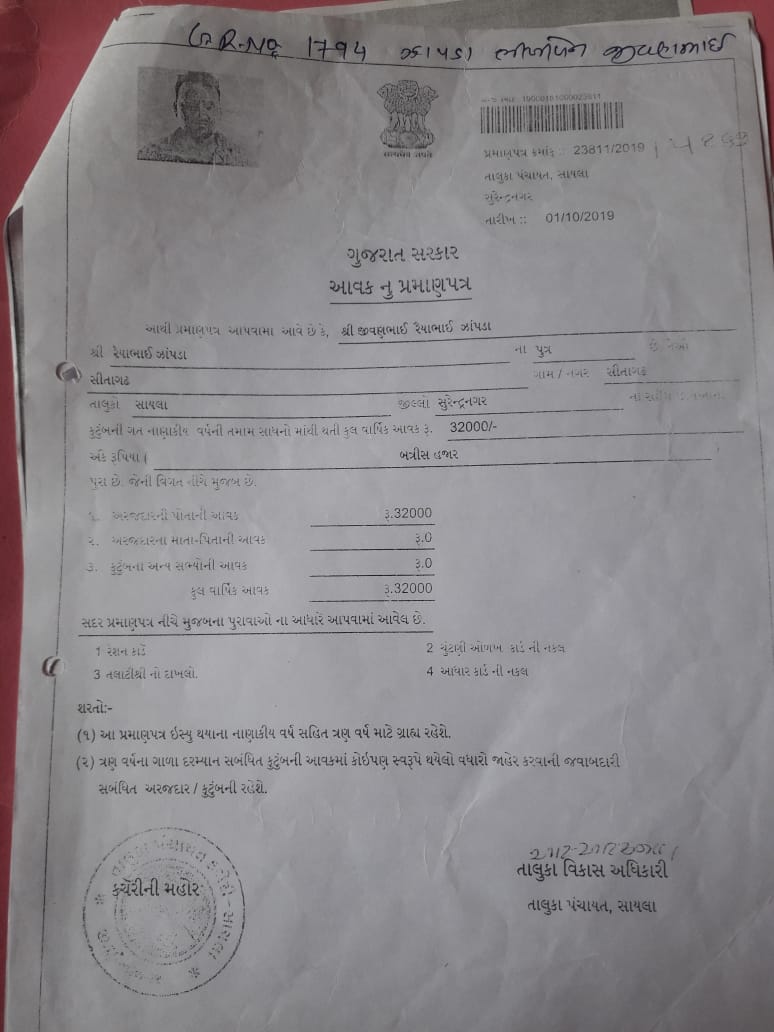 GR.No 1794 ઝાપડા જીવણભાઈ
સત્યમેવ જયતે
પ્રમાણપત્ર ક્રમાંક :: 23811/2019
તાલુકા પંચાયત, સાયલા
સુરેન્દ્રનગર
તારીખ :: 01/10/2019
ગુજરાત સરકાર
આવક નુ પ્રમાણપત્ર
આથી પ્રમાણપત્ર આપવામા આવે છે કે, શ્રી જીવણભાઈ રૈયાભાઈ ઝાંપડા
શ્રી રૈયાભાઈ ઝાંપડા ના પુત્ર છે. તેઓ
સીતાગઢ ગામ / નગર સીતાગઢ
તાલુકો સાયલા જીલ્લો સુરેન્દ્રનગર
કુટુંબની ગત નાણાકીય વર્ષની તમામ સાધનો માંથી થતી કુલ વાર્ષિક આવક રૂ. 32000/-
અંકે રૂપિયા બત્રીસ હજાર
પુરા છે. જેની વિગત નીચે મુજબ છે.
૧. અરજદારની પોતાની આવક રૂ.32000
૨. અરજદારના માતા-પિતાની આવક રૂ.0
૩. કુટુંબના અન્ય સભ્યોની આવક રૂ.0
કુલ વાર્ષિક આવક રૂ.32000
સદર પ્રમાણપત્ર નીચે મુજબના પુરાવાઓ ના આધારે આપવામાં આવેલ છે.
1 રેશન કાર્ડ 2 ચુંટણી ઓળખ કાર્ડ ની નકલ
3 તલાટીશ્રી નો દાખલો. 4 આધાર કાર્ડ ની નકલ
શરતો:-
(૧) આ પ્રમાણપત્ર ઇસ્યુ થયાના નાણાકીય વર્ષ સહિત ત્રણ વર્ષ માટે ગ્રાહ્ય રહેશે.
(૨) ત્રણ વર્ષના ગાળા દરમ્યાન સબંધિત કુટુંબની આવકમાં કોઇપણ સ્વરૂપે થયેલો વધારો જાહેર કરવાની જવાબદારી
સબંધિત અરજદાર / કુટુંબની રહેશે.
કચૅરીની મહોર
તાલુકા વિકાસ અધિકારી
તાલુકા પંચાયત, સાયલા